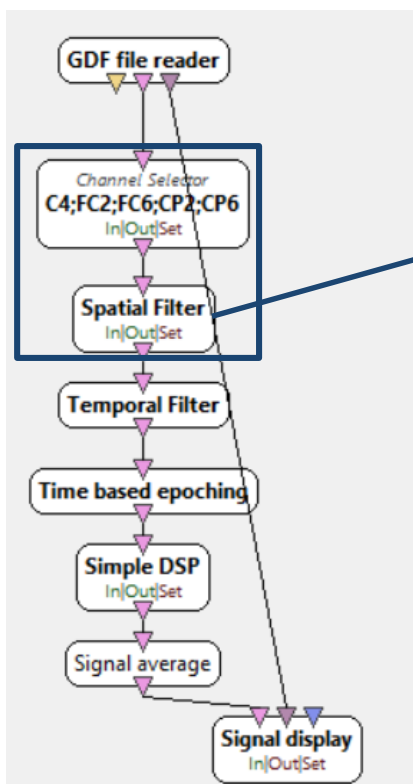 GDF file reader
Channel Selector
C4;FC2;FC6;CP2;CP6
In|Out|Set
Spatial Filter
In|Out|Set
Temporal Filter
Time based epoching
Simple DSP
In|Out|Set
Signal average
Signal display
In|Out|Set